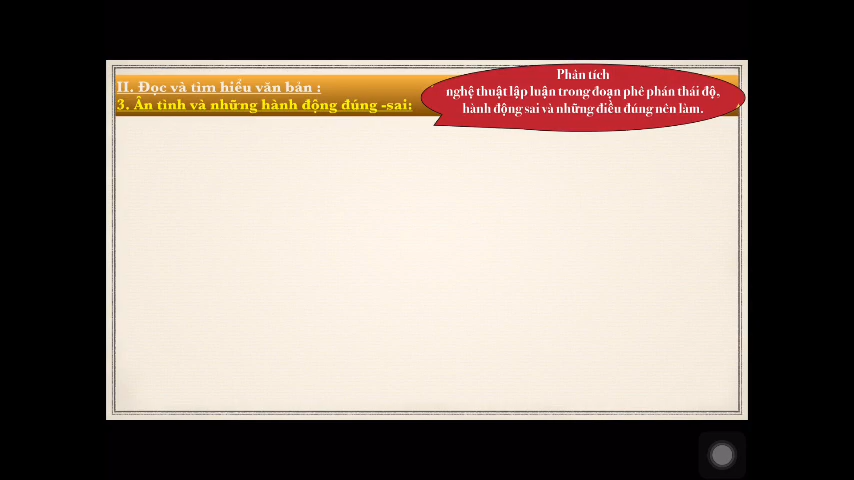 II. Đọc và tìm hiểu văn bản :
3. Ân tình và những hành động đúng -sai:
Phân tích
nghệ thuật lập luận trong đoạn phê phán thái độ,
hành động sai và những điều đúng nên làm.